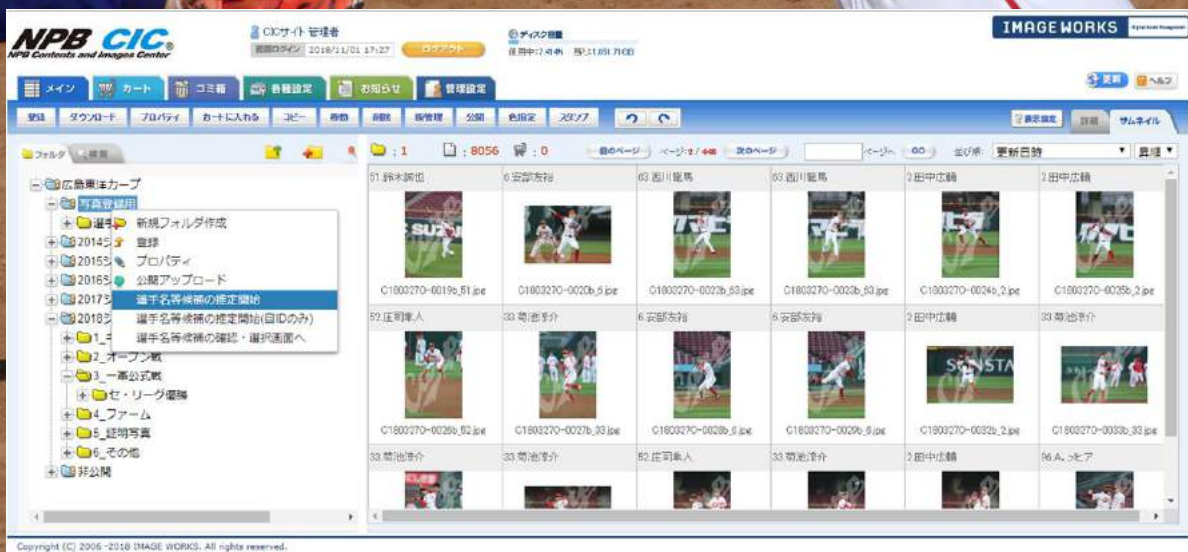 NPB CIC®
NPB Contents and Images Center
CICサイト 管理者
前回ログイン 2018/11/01 17:27
ログアウト
ディスク容量
IMAGE WORKS
更新
ヘルプ
メイン
カート
ゴミ箱
各種設定
お知らせ
管理設定
登録
ダウンロード
プロパティ
カートに入れる
コピー
移動
削除
版管理
公開
色指定
スタンプ
表示設定
詳細
サムネイル
フォルダ
検索
: 1
: 8056
: 0
前のページ
ページ: 2 / 448
次のページ
ページへ
GO
並び順:
更新日時
昇順
広島東洋カープ
写真登録用
選手
新規フォルダ作成
登録
プロパティ
公開アップロード
選手名等候補の推定開始
選手名等候補の推定開始(自IDのみ)
選手名等候補の確認・選択画面へ
2014
2015
2016
2017
2018
2_オープン戦
3_一軍公式戦
セ・リーグ優勝
4_ファーム
5_証明写真
6_その他
非公開
51.鈴木誠也
6.安部友裕
63.西川龍馬
63.西川龍馬
2.田中広輔
2.田中広輔
C1803270-0019b_51.jpg
C1803270-0020b_6.jpg
C1803270-0022b_63.jpg
C1803270-0023b_63.jpg
C1803270-0024b_2.jpg
C1803270-0025b_2.jpg
52.庄司隼人
33.菊池涼介
6.安部友裕
6.安部友裕
2.田中広輔
33.菊池涼介
C1803270-0026b_52.jpg
C1803270-0027b_33.jpg
C1803270-0028b_6.jpg
C1803270-0029b_6.jpg
C1803270-0032b_2.jpg
C1803270-0033b_33.jpg
33.菊池涼介
33.菊池涼介
52.庄司隼人
33.菊池涼介
2.田中広輔
Copyright (C) 2006 -2018 IMAGE WORKS. All rights reserved.